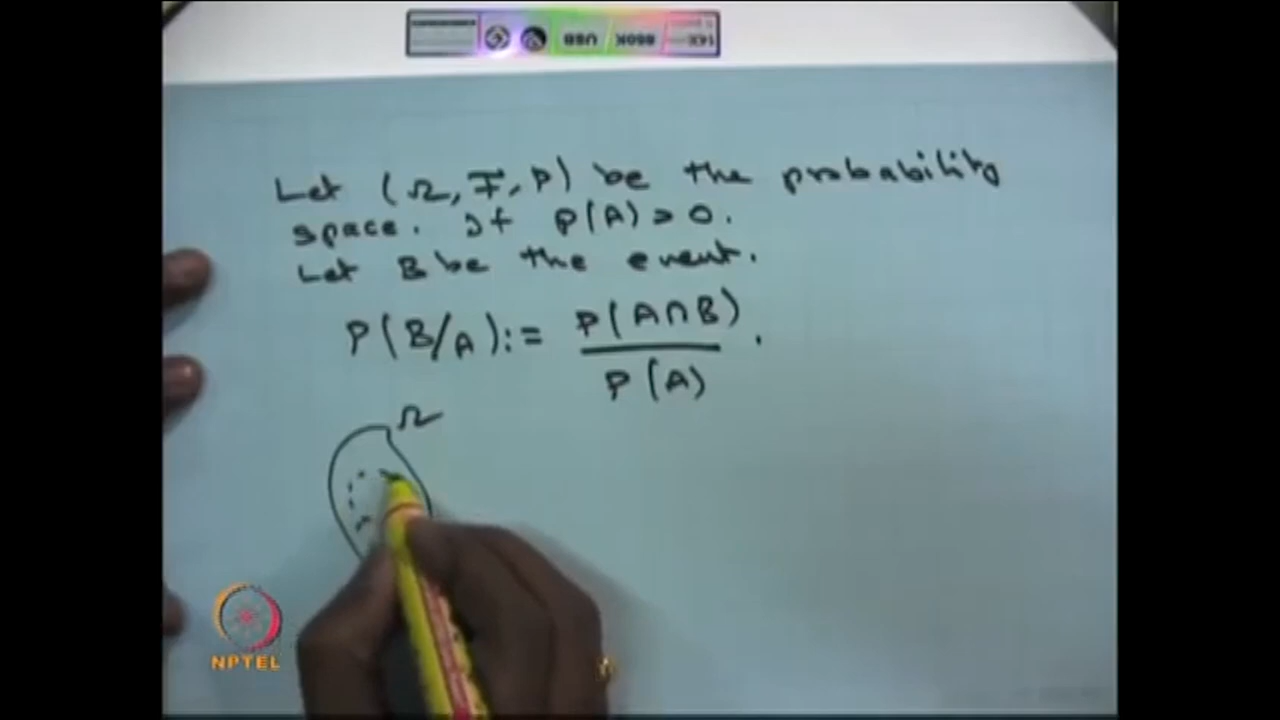 Let (Ω, F, P) be the probability
space. If P(A) > 0.
Let B be the event.
P(B/A) := P(A∩B) / P(A) .
Ω
NPTEL